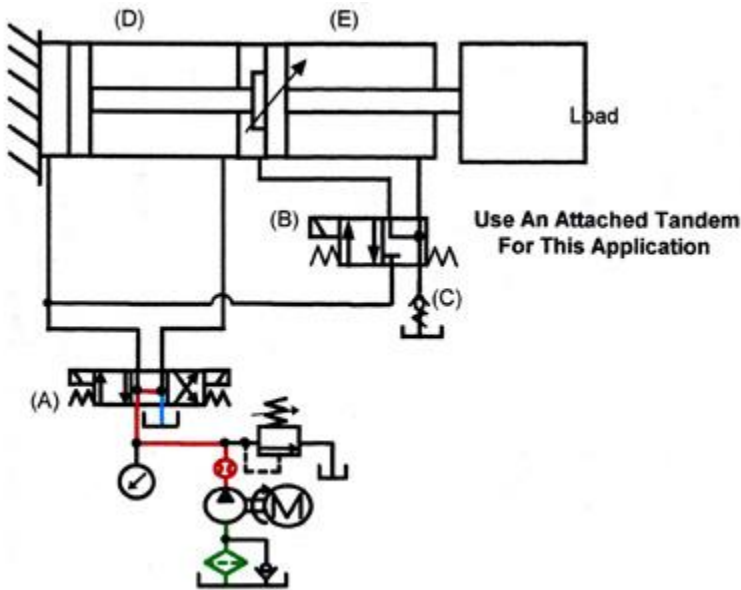 (D)
(E)
Load
(B)
Use An Attached Tandem
For This Application
(C)
(A)
M